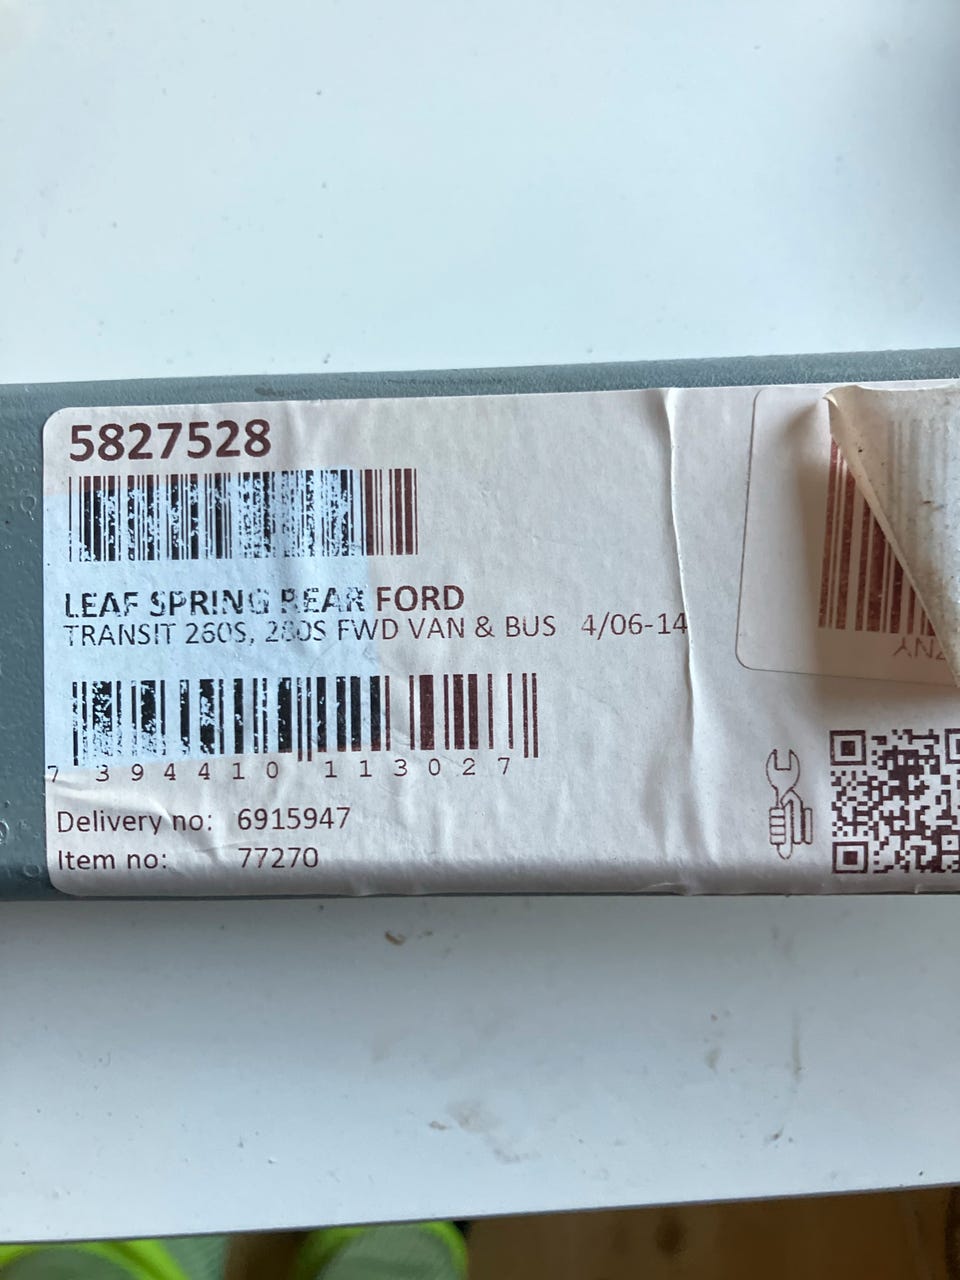 5827528
LEAF SPRING REAR FORD
TRANSIT 260S, 280S FWD VAN & BUS 4/06-14
7 394410 113027
Delivery no: 6915947
Item no: 77270